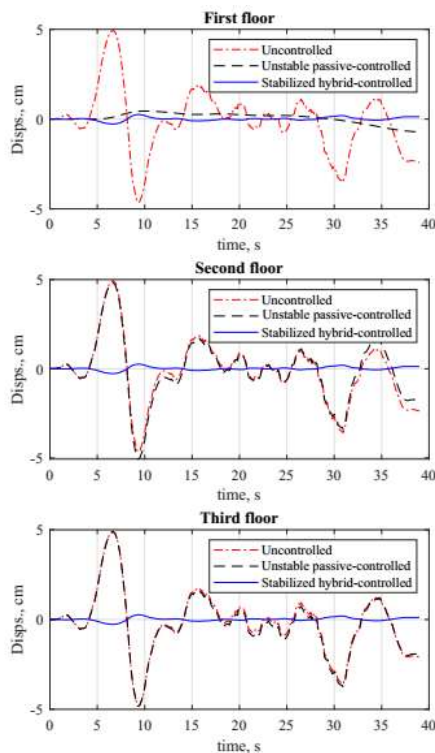 First floor
5
Uncontrolled
Unstable passive-controlled
Stabilized hybrid-controlled
Disps., cm
0
-5
0 5 10 15 20 25 30 35 40
time, s
Second floor
5
Uncontrolled
Unstable passive-controlled
Stabilized hybrid-controlled
Disps., cm
0
-5
0 5 10 15 20 25 30 35 40
time, s
Third floor
5
Uncontrolled
Unstable passive-controlled
Stabilized hybrid-controlled
Disps., cm
0
-5
0 5 10 15 20 25 30 35 40
time, s